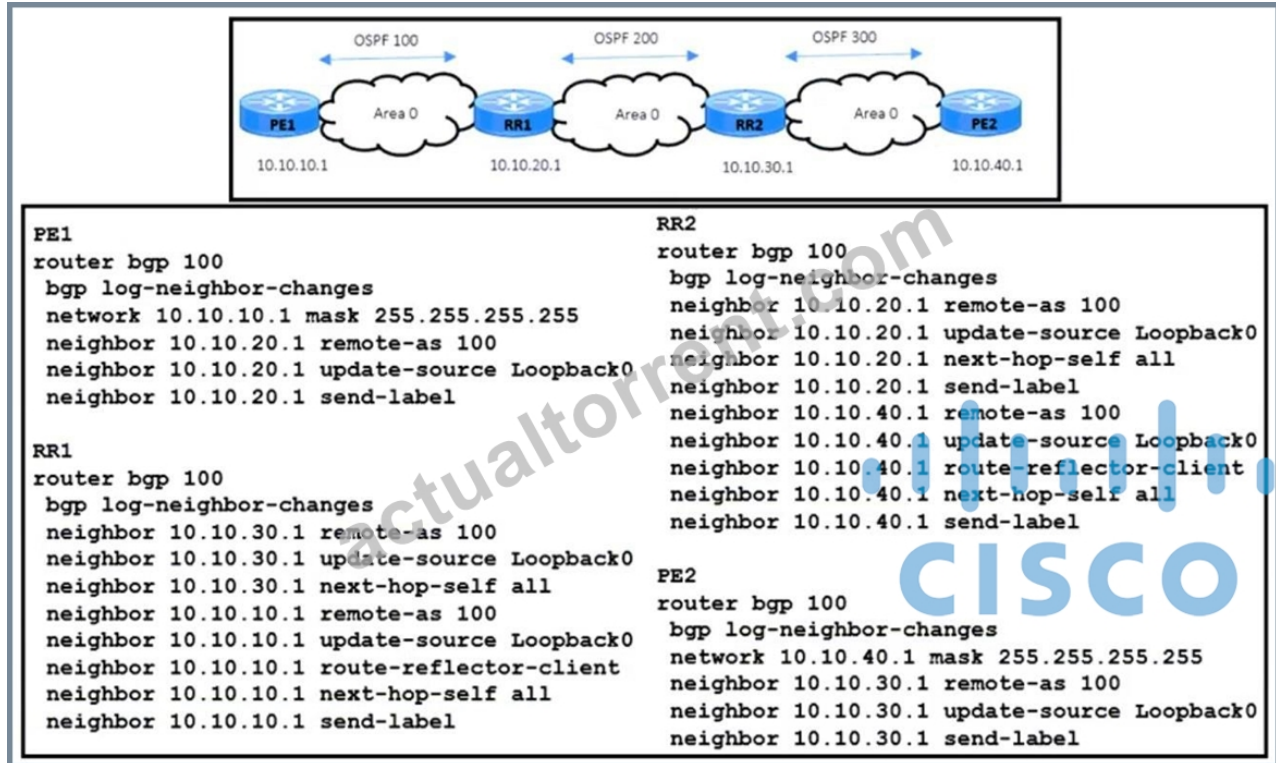 OSPF 100 OSPF 200 OSPF 300
Area 0 Area 0 Area 0
PE1 RR1 RR2 PE2
10.10.10.1 10.10.20.1 10.10.30.1 10.10.40.1
PE1
router bgp 100
bgp log-neighbor-changes
network 10.10.10.1 mask 255.255.255.255
neighbor 10.10.20.1 remote-as 100
neighbor 10.10.20.1 update-source Loopback0
neighbor 10.10.20.1 send-label
RR1
router bgp 100
bgp log-neighbor-changes
neighbor 10.10.30.1 remote-as 100
neighbor 10.10.30.1 update-source Loopback0
neighbor 10.10.30.1 next-hop-self all
neighbor 10.10.10.1 remote-as 100
neighbor 10.10.10.1 update-source Loopback0
neighbor 10.10.10.1 route-reflector-client
neighbor 10.10.10.1 next-hop-self all
neighbor 10.10.10.1 send-label
RR2
router bgp 100
bgp log-neighbor-changes
neighbor 10.10.20.1 remote-as 100
neighbor 10.10.20.1 update-source Loopback0
neighbor 10.10.20.1 next-hop-self all
neighbor 10.10.20.1 send-label
neighbor 10.10.40.1 remote-as 100
neighbor 10.10.40.1 update-source Loopback0
neighbor 10.10.40.1 route-reflector-client
neighbor 10.10.40.1 next-hop-self all
neighbor 10.10.40.1 send-label
PE2
router bgp 100
bgp log-neighbor-changes
network 10.10.40.1 mask 255.255.255.255
neighbor 10.10.30.1 remote-as 100
neighbor 10.10.30.1 update-source Loopback0
neighbor 10.10.30.1 send-label
actualtorrent.com
CISCO